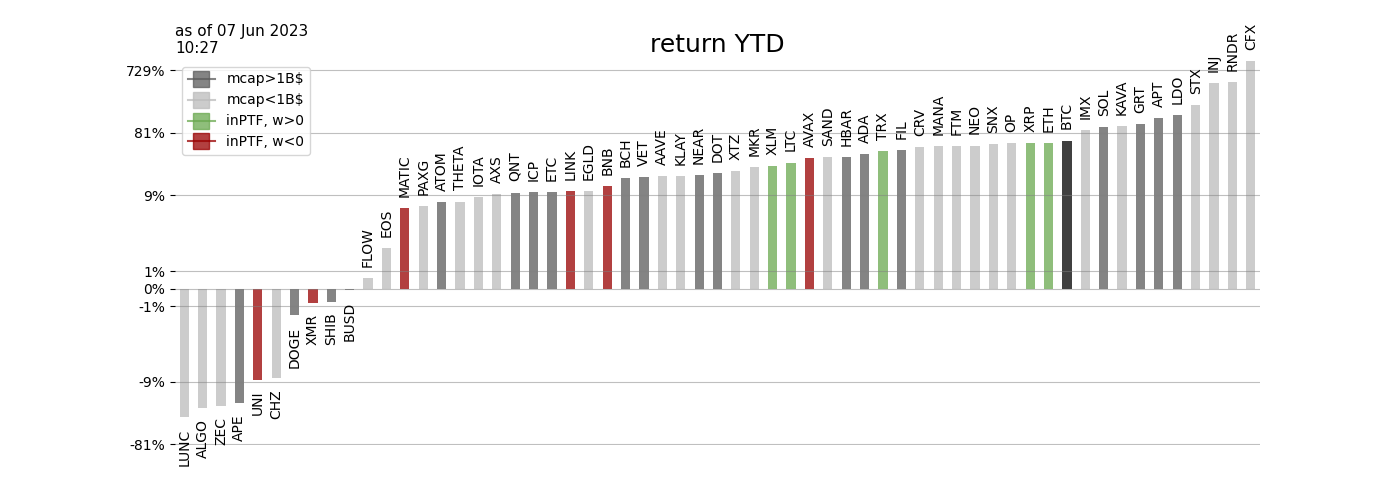 as of 07 Jun 2023
10:27
return YTD
mcap>1B$
mcap<1B$
inPTF, w>0
inPTF, w<0
729%
81%
9%
1%
0%
-1%
-9%
-81%
LUNC
ALGO
ZEC
APE
UNI
CHZ
DOGE
XMR
SHIB
BUSD
FLOW
EOS
MATIC
PAXG
ATOM
THETA
IOTA
AXS
QNT
ICP
ETC
LINK
EGLD
BNB
BCH
VET
AAVE
KLAY
NEAR
DOT
XTZ
MKR
XLM
LTC
AVAX
SAND
HBAR
ADA
TRX
FIL
CRV
MANA
FTM
NEO
SNX
OP
XRP
ETH
BTC
IMX
SOL
KAVA
GRT
APT
LDO
STX
INJ
RNDR
CFX